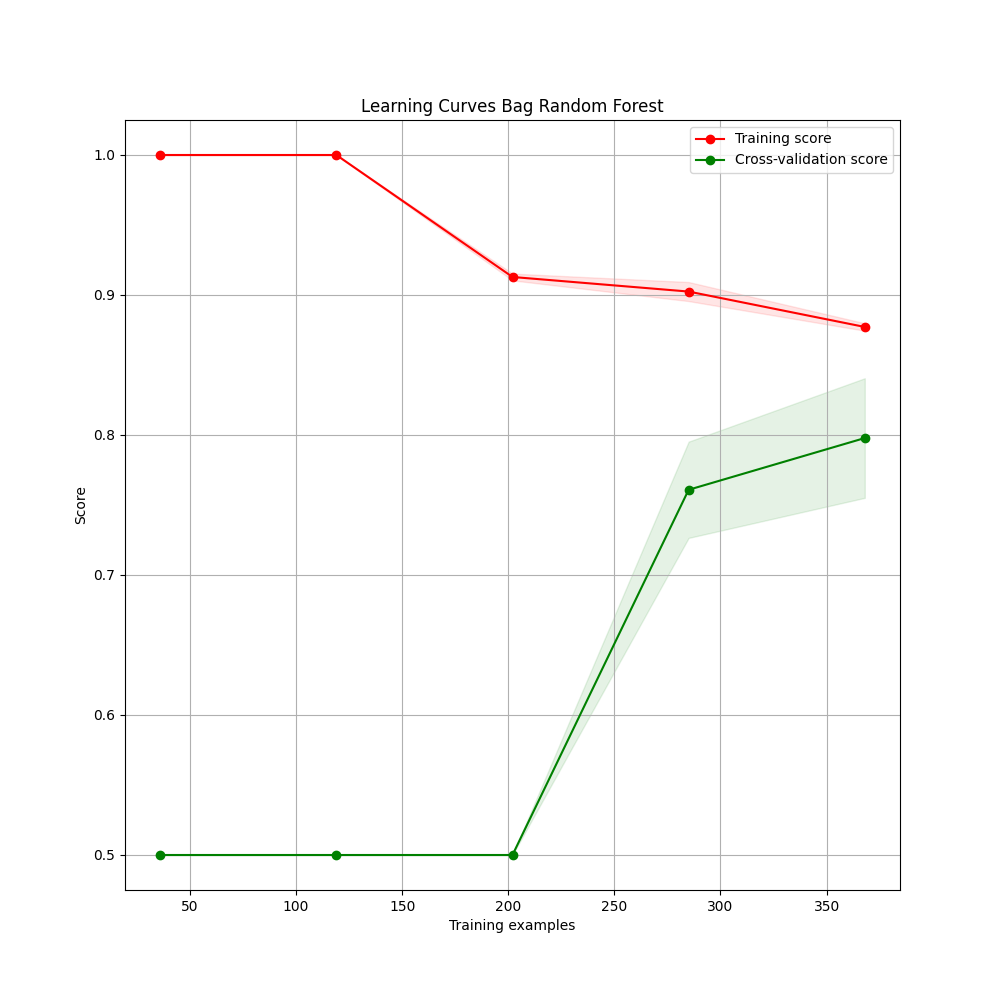 Learning Curves Bag Random Forest
Training score
Cross-validation score
1.0
0.9
0.8
0.7
0.6
0.5
Score
50 100 150 200 250 300 350
Training examples